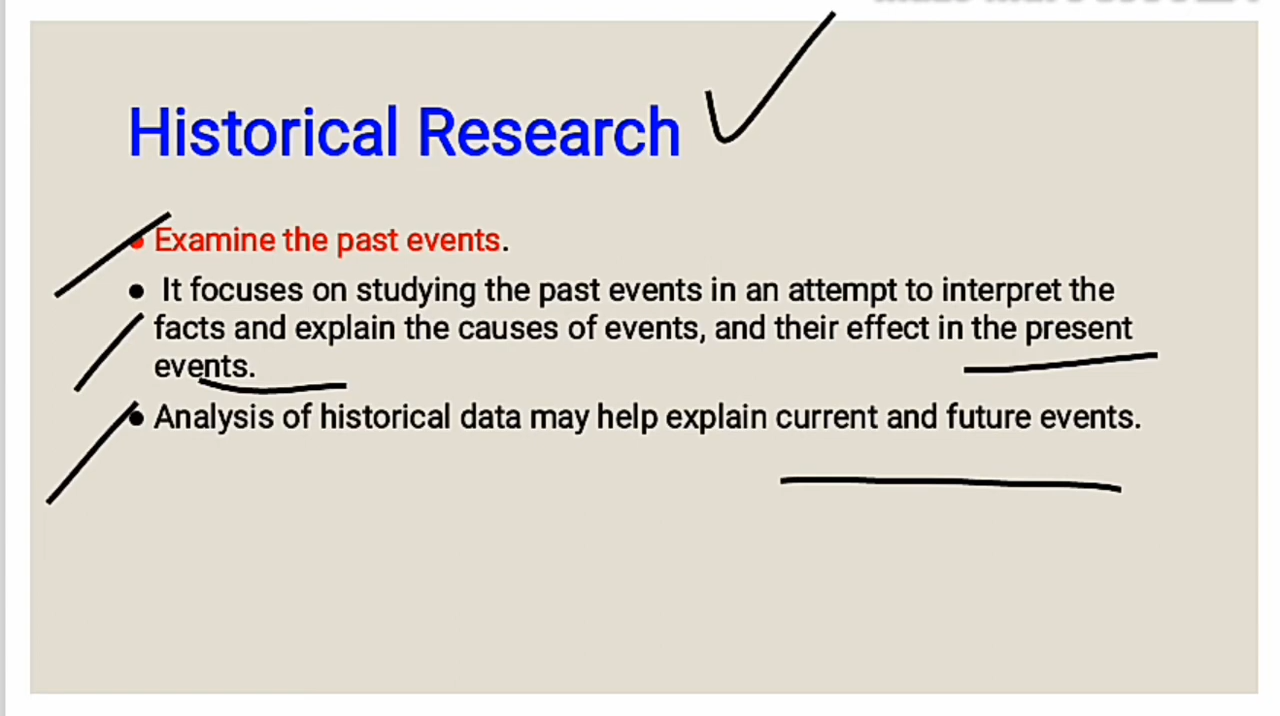 Historical Research
• Examine the past events.
• It focuses on studying the past events in an attempt to interpret the
facts and explain the causes of events, and their effect in the present
events.
• Analysis of historical data may help explain current and future events.